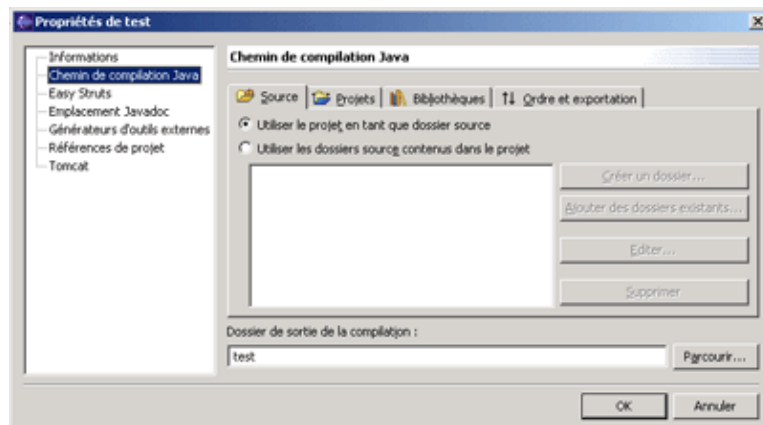 Propriétés de test
Informations
Chemin de compilation Java
Easy Struts
Emplacement Javadoc
Générateurs d'outils externes
Références de projet
Tomcat
Chemin de compilation Java
Source Projets Bibliothèques Ordre et exportation
Utiliser le projet en tant que dossier source
Utiliser les dossiers source contenus dans le projet
Créer un dossier...
Ajouter des dossiers existants...
Editer...
Supprimer
Dossier de sortie de la compilation :
test
Parcourir...
OK Annuler